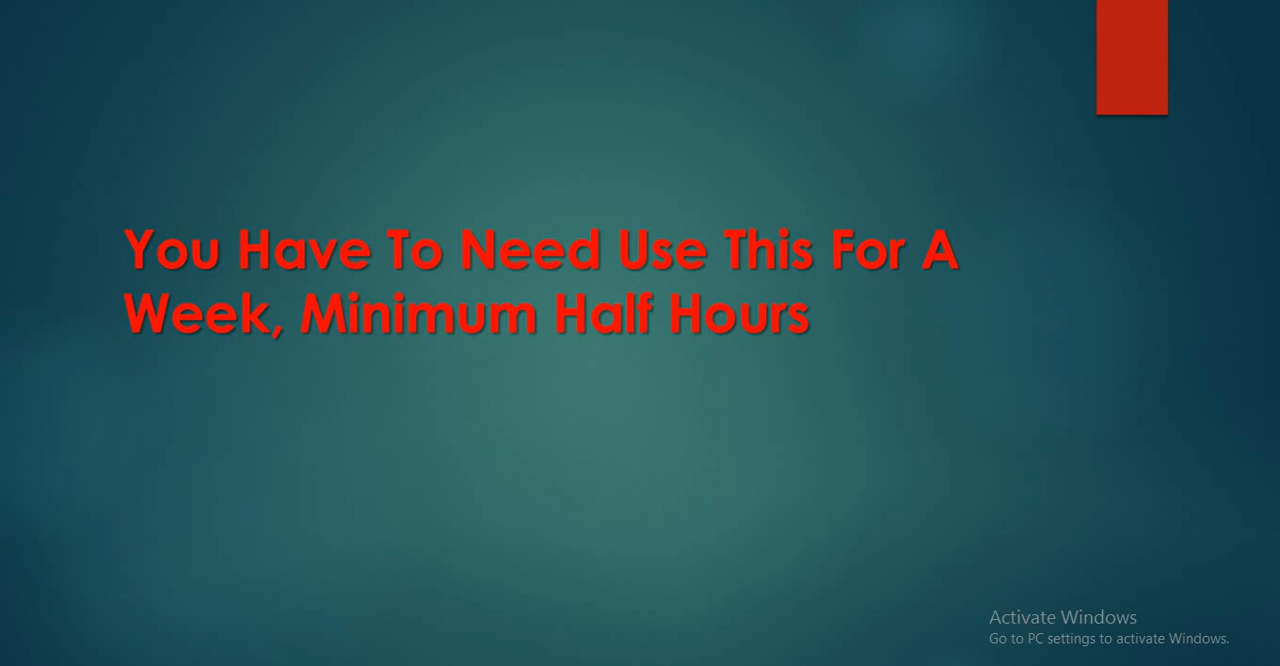 You Have To Need Use This For A
Week, Minimum Half Hours
Activate Windows
Go to PC settings to activate Windows.